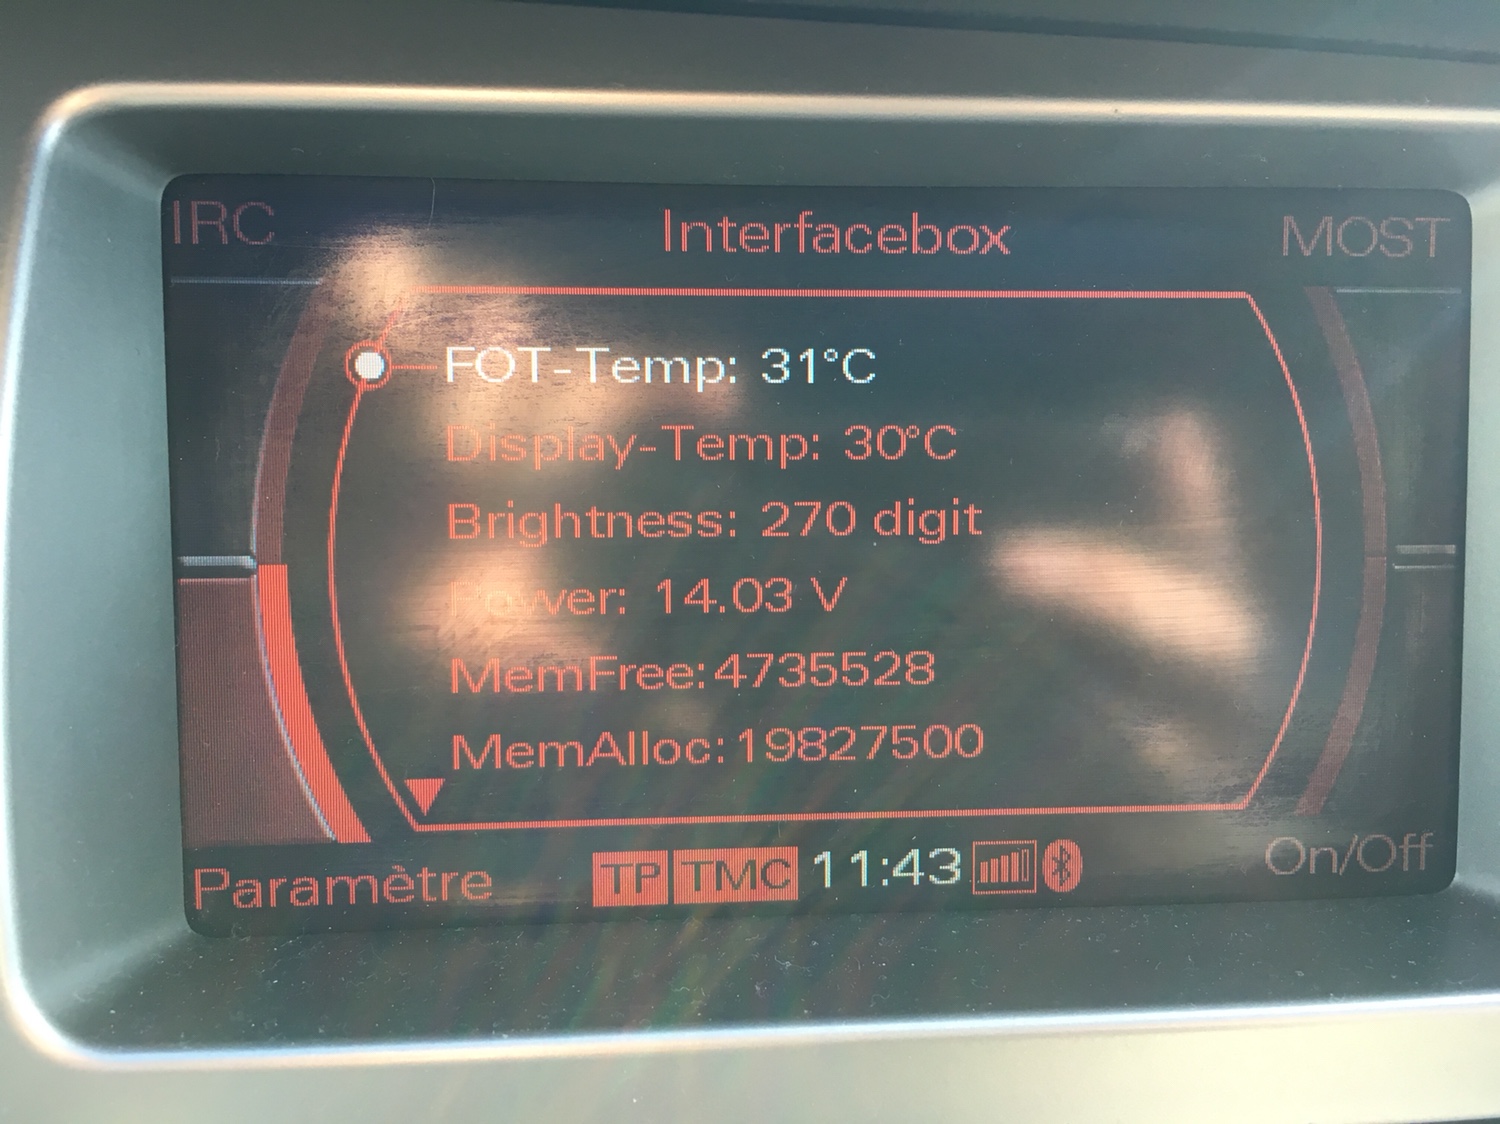 IRC Interfacebox MOST
FOT-Temp: 31°C
Display-Temp: 30°C
Brightness: 270 digit
Power: 14.03 V
MemFree:4735528
MemAlloc:19827500
Paramètre TP TMC 11:43 On/Off